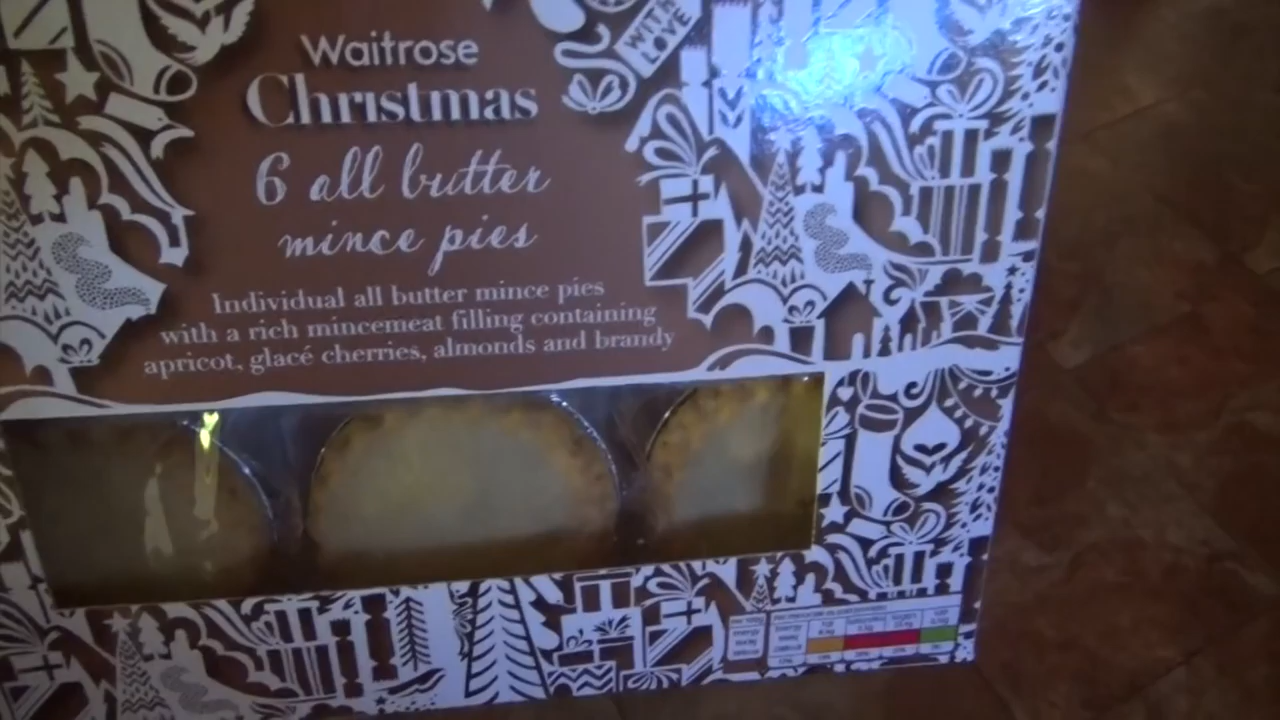 WITH
LOVE
Waitrose
Christmas
6 all butter
mince pies
Individual all butter mince pies
with a rich mincemeat filling containing
apricot, glacé cherries, almonds and brandy